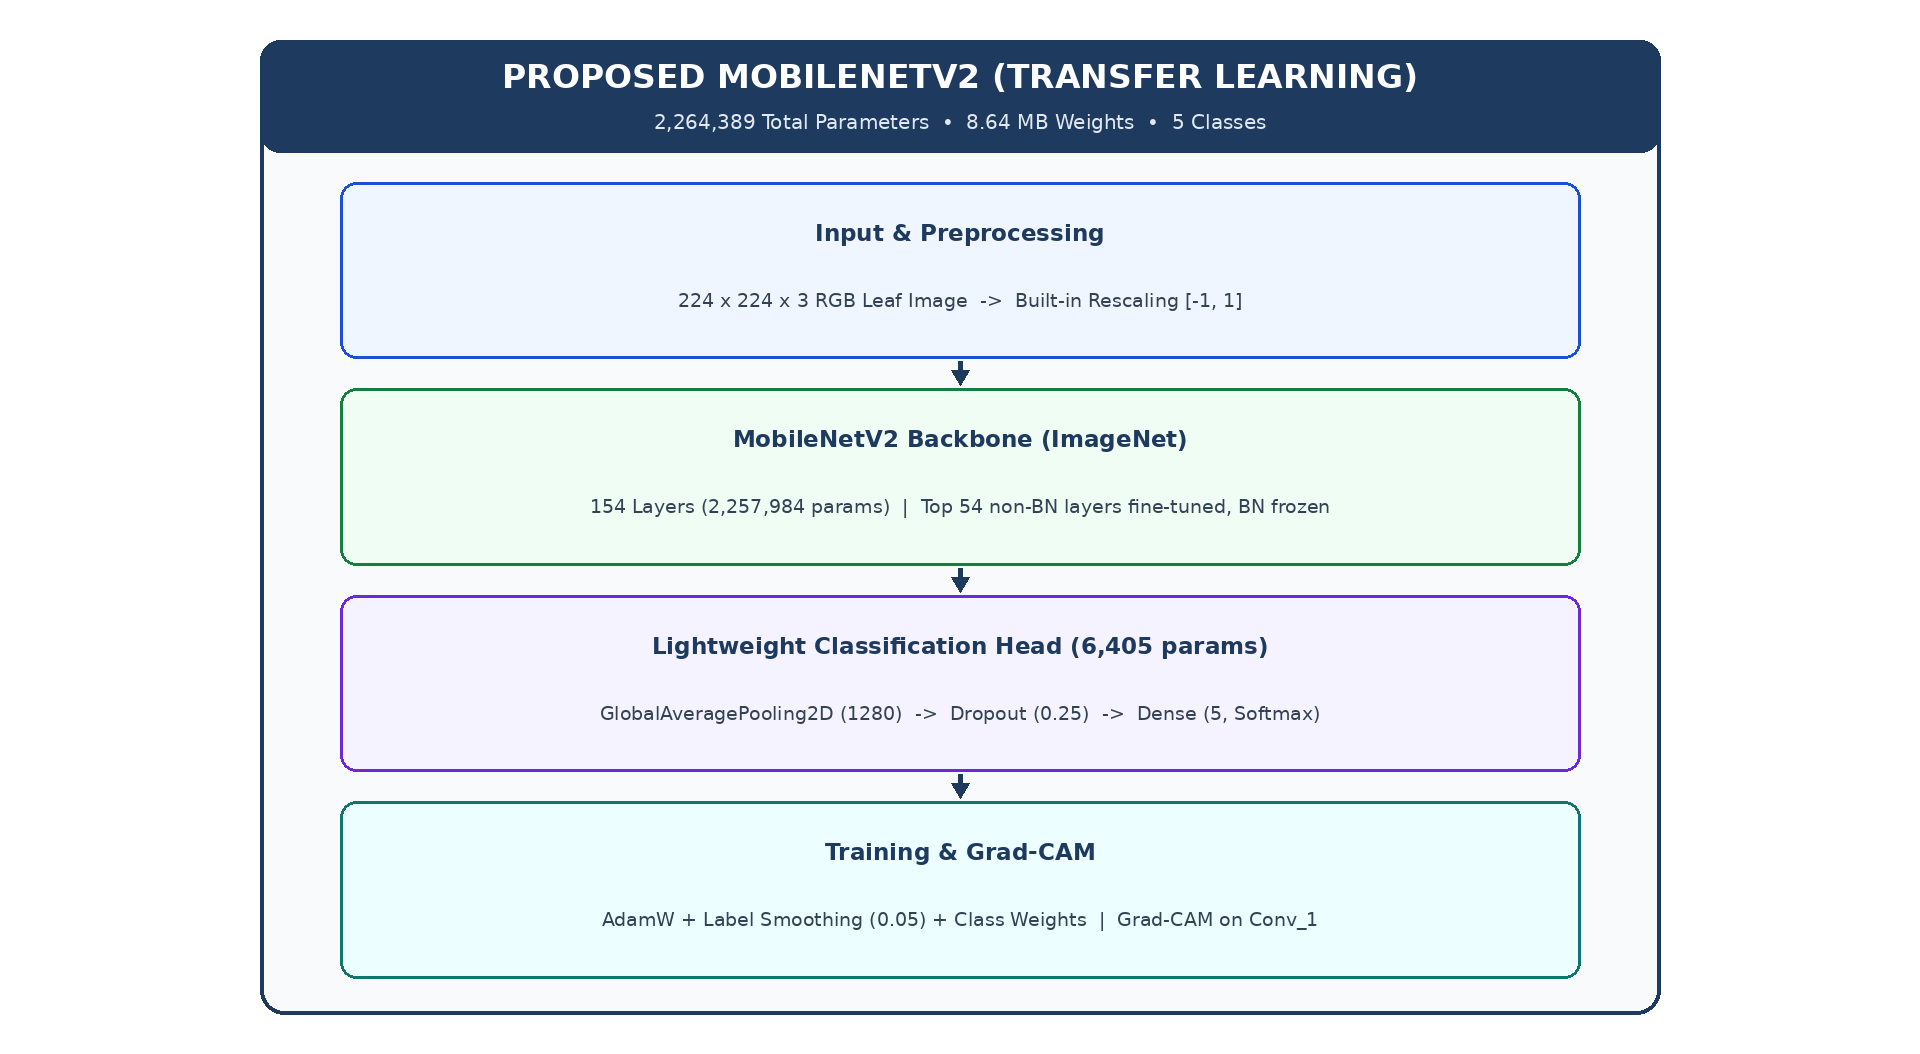 PROPOSED MOBILENETV2 (TRANSFER LEARNING)
2,264,389 Total Parameters • 8.64 MB Weights • 5 Classes
Input & Preprocessing
224 x 224 x 3 RGB Leaf Image -> Built-in Rescaling [-1, 1]
MobileNetV2 Backbone (ImageNet)
154 Layers (2,257,984 params) | Top 54 non-BN layers fine-tuned, BN frozen
Lightweight Classification Head (6,405 params)
GlobalAveragePooling2D (1280) -> Dropout (0.25) -> Dense (5, Softmax)
Training & Grad-CAM
AdamW + Label Smoothing (0.05) + Class Weights | Grad-CAM on Conv_1